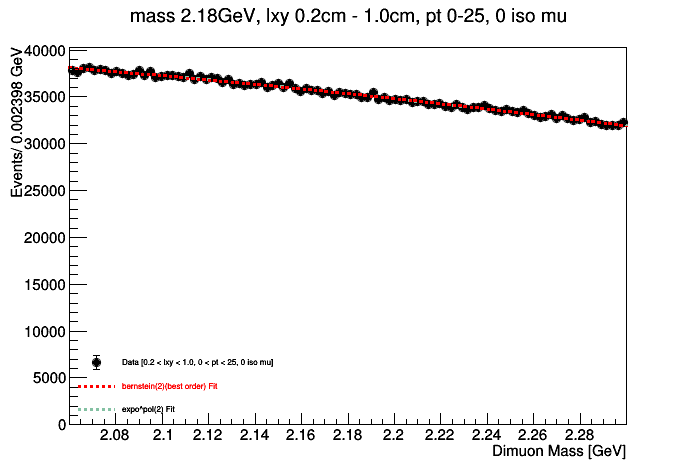 mass 2.18GeV, lxy 0.2cm - 1.0cm, pt 0-25, 0 iso mu
Events/ 0.002398 GeV
40000
35000
30000
25000
20000
15000
10000
5000
0
Data [0.2 < lxy < 1.0, 0 < pt < 25, 0 iso mu]
bernstein(2)(best order) Fit
expo^pol(2) Fit
2.08 2.1 2.12 2.14 2.16 2.18 2.2 2.22 2.24 2.26 2.28
Dimuon Mass [GeV]